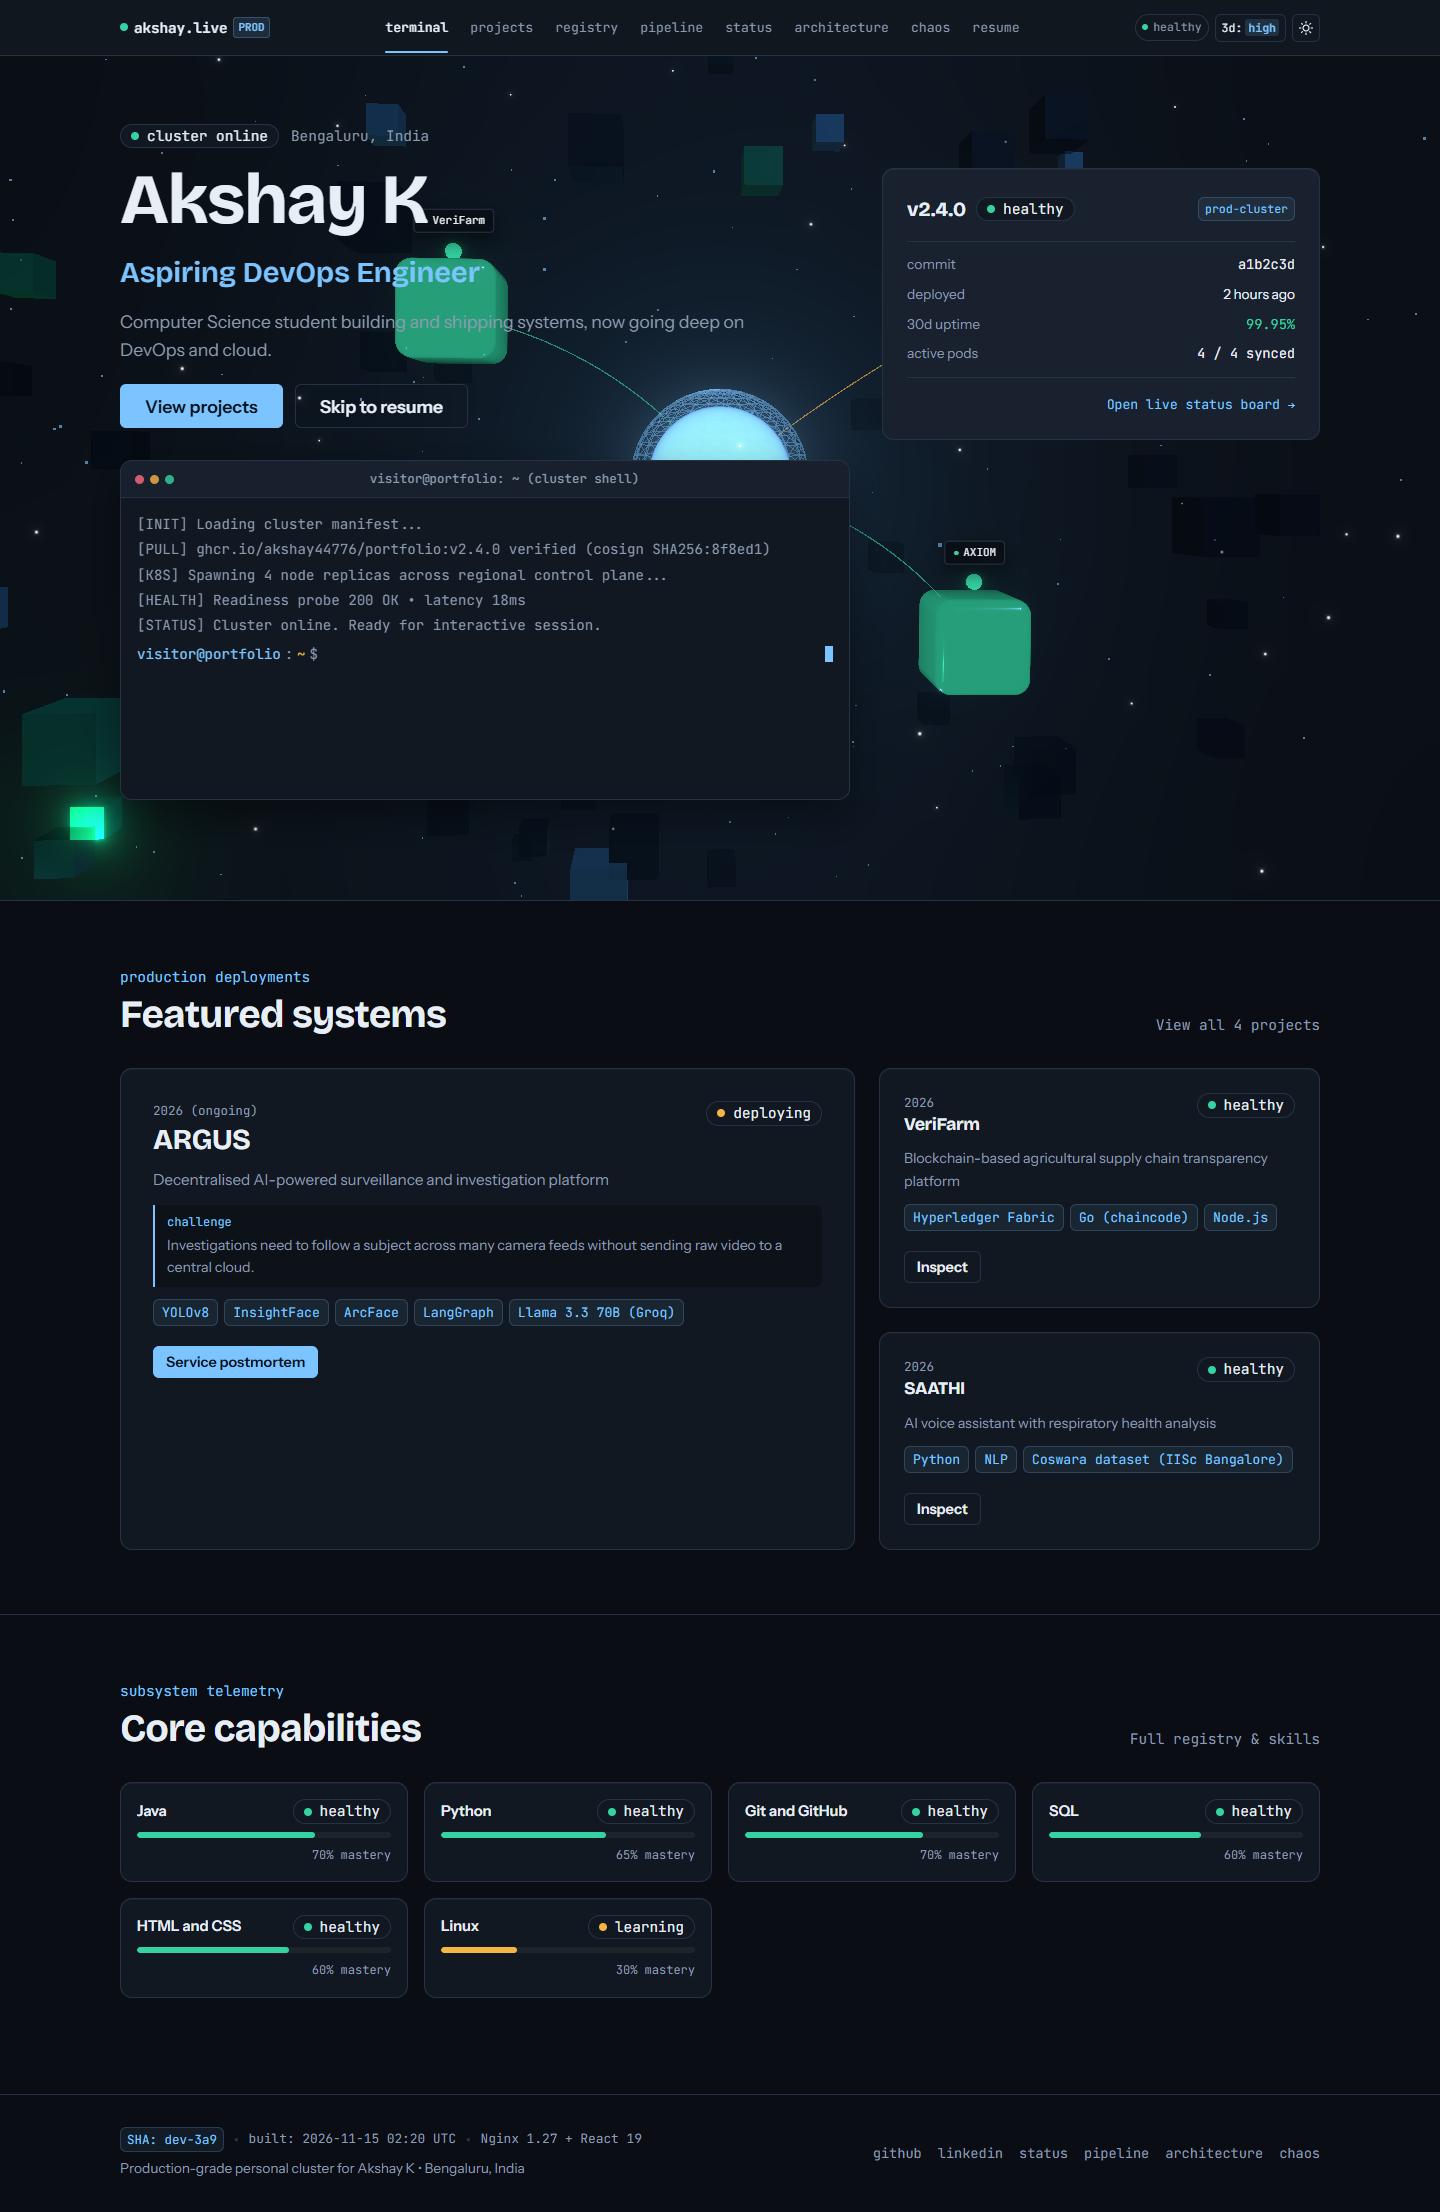 akshay.live PROD
terminal projects registry pipeline status architecture chaos resume
healthy 3d: high
cluster online Bengaluru, India
Akshay K
VeriFarm
Aspiring DevOps Engineer
Computer Science student building and shipping systems, now going deep on
DevOps and cloud.
View projects Skip to resume
v2.4.0 healthy prod-cluster
commit a1b2c3d
deployed 2 hours ago
30d uptime 99.95%
active pods 4 / 4 synced
Open live status board →
visitor@portfolio: ~ (cluster shell)
[INIT] Loading cluster manifest...
[PULL] ghcr.io/akshay44776/portfolio:v2.4.0 verified (cosign SHA256:8f8ed1)
[K8S] Spawning 4 node replicas across regional control plane...
[HEALTH] Readiness probe 200 OK • latency 18ms
[STATUS] Cluster online. Ready for interactive session.
visitor@portfolio:~$
AXIOM
production deployments
Featured systems
View all 4 projects
2026 (ongoing)
ARGUS
deploying
Decentralised AI-powered surveillance and investigation platform
challenge
Investigations need to follow a subject across many camera feeds without sending raw video to a
central cloud.
YOLOv8 InsightFace ArcFace LangGraph Llama 3.3 70B (Groq)
Service postmortem
2026
VeriFarm
healthy
Blockchain-based agricultural supply chain transparency
platform
Hyperledger Fabric Go (chaincode) Node.js
Inspect
2026
SAATHI
healthy
AI voice assistant with respiratory health analysis
Python NLP Coswara dataset (IISc Bangalore)
Inspect
subsystem telemetry
Core capabilities
Full registry & skills
Java healthy
70% mastery
Python healthy
65% mastery
Git and GitHub healthy
70% mastery
SQL healthy
60% mastery
HTML and CSS healthy
60% mastery
Linux learning
30% mastery
SHA: dev-3a9 • built: 2026-11-15 02:20 UTC • Nginx 1.27 + React 19
Production-grade personal cluster for Akshay K • Bengaluru, India
github linkedin status pipeline architecture chaos